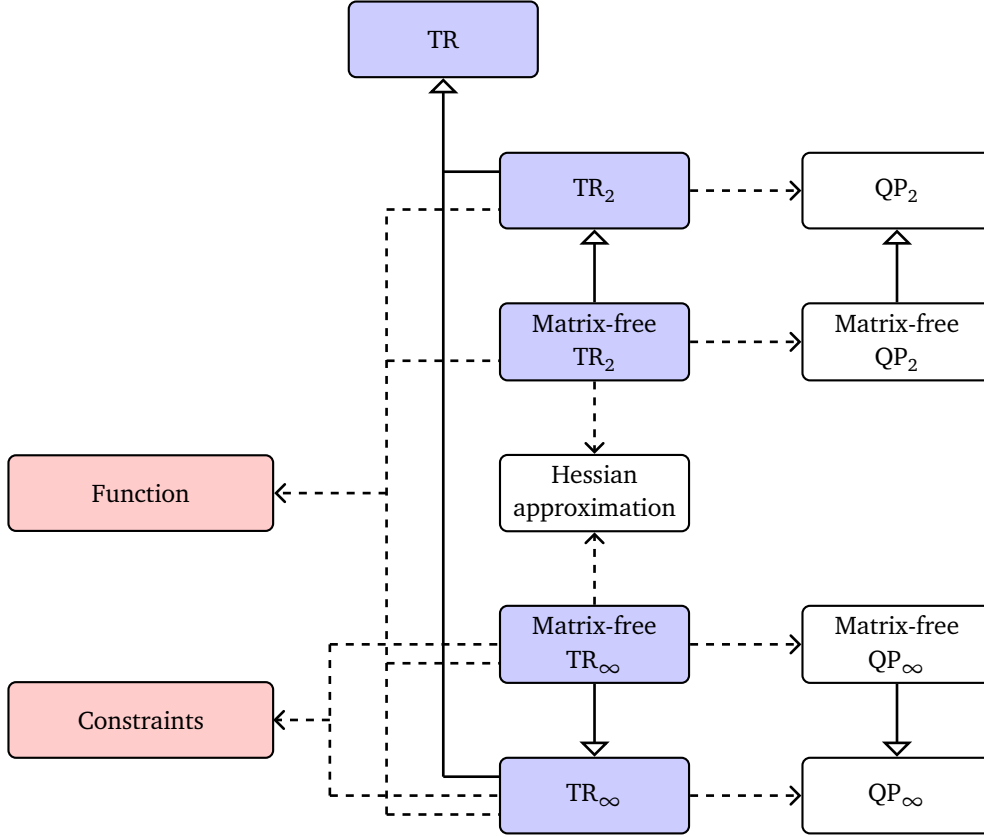 TR
TR₂
QP₂
Matrix-free
TR₂
Matrix-free
QP₂
Function
Hessian
approximation
Matrix-free
TR∞
Matrix-free
QP∞
Constraints
TR∞
QP∞